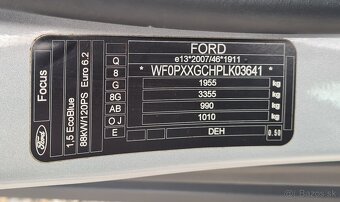 FORD
e13*2007/46*1911
Q
8 *WF0PXXGCHPLK03641*
G 1955 kg
8G 3355 kg
AB 990 kg
O J 1010 kg
E DEH 0.50
Focus
1,5 EcoBlue Euro 6.2
88kW/120PS
Ford
bazos.sk